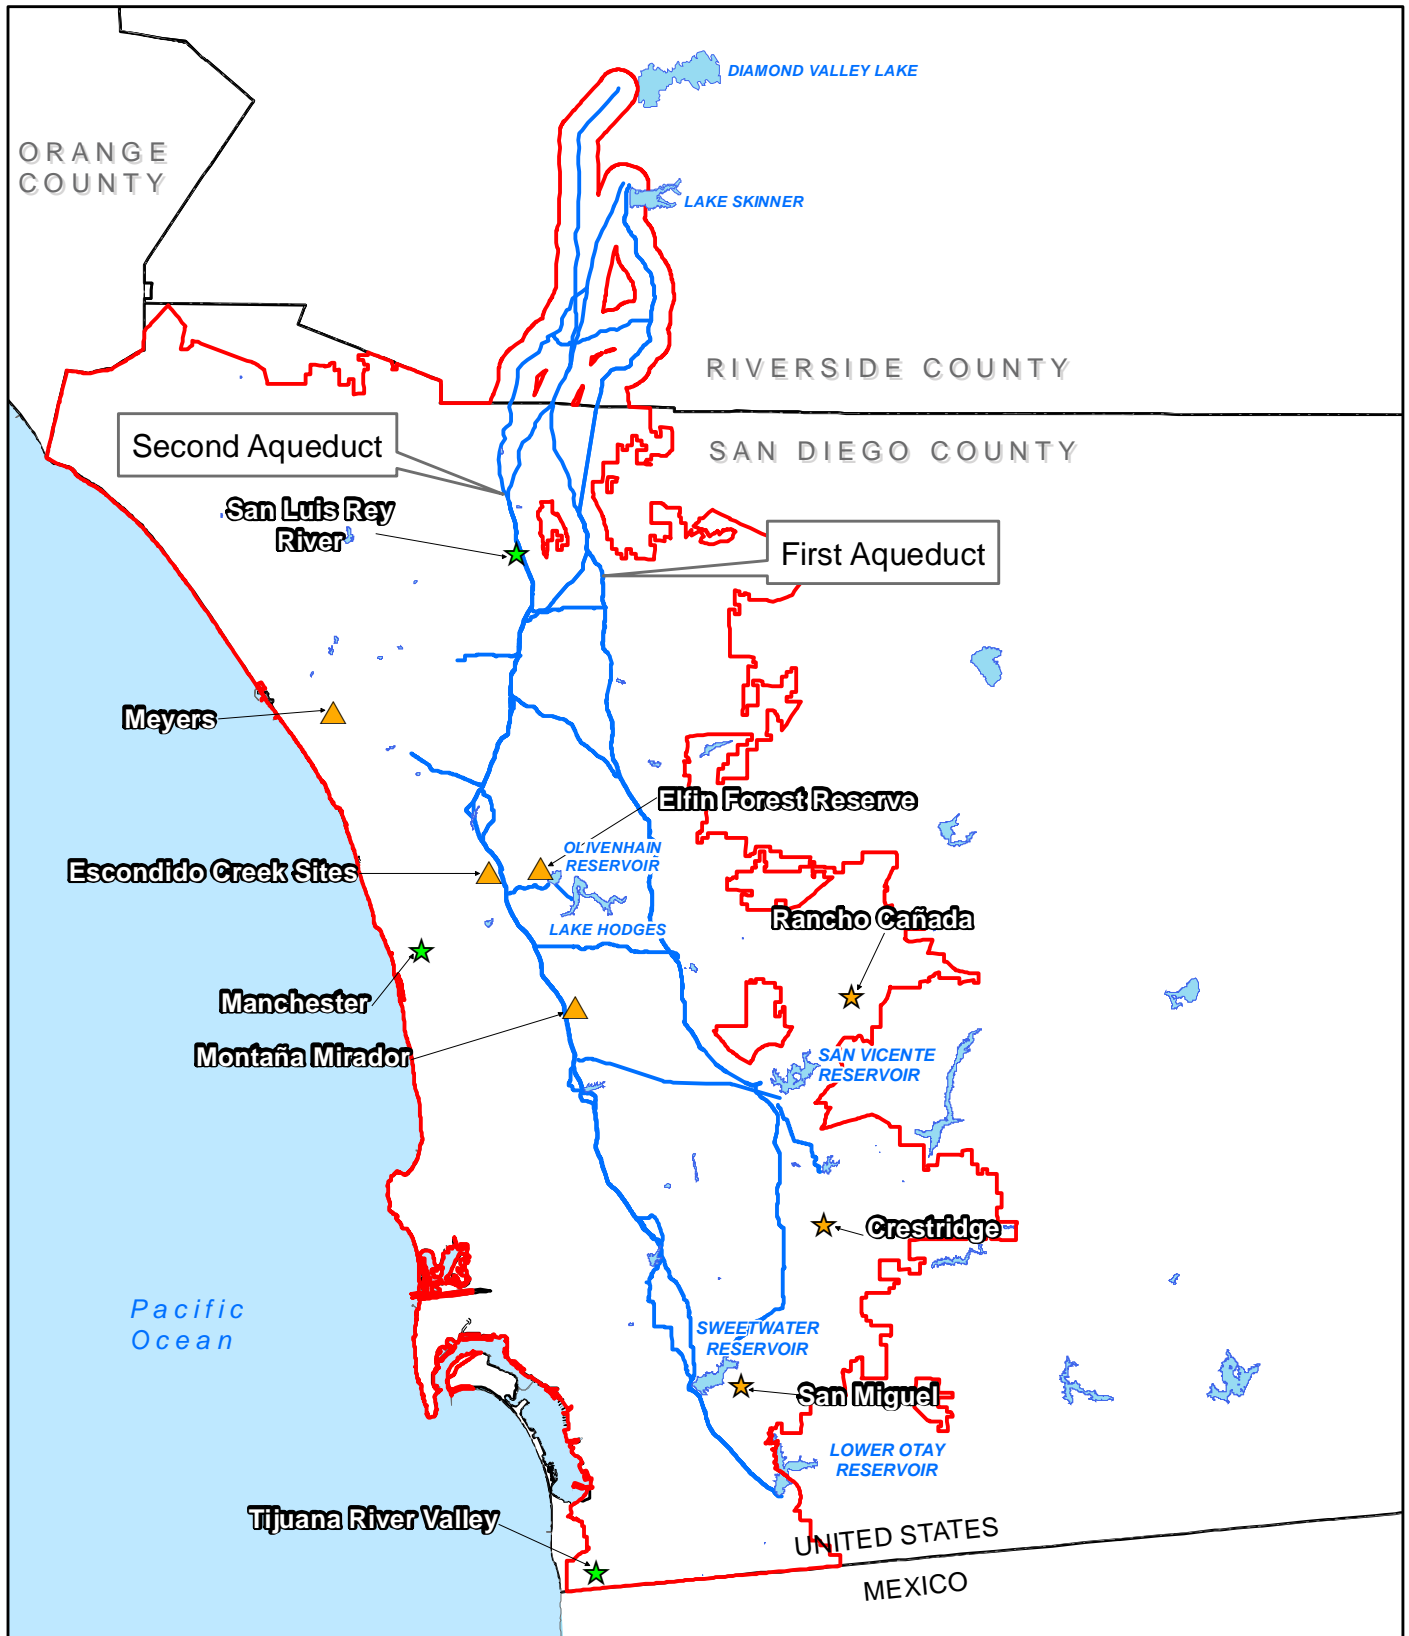 DIAMOND VALLEY LAKE
ORANGE
COUNTY
LAKE SKINNER
RIVERSIDE COUNTY
SAN DIEGO COUNTY
Second Aqueduct
San Luis Rey
River
First Aqueduct
Meyers
Elfin Forest Reserve
OLIVENHAIN
RESERVOIR
Escondido Creek Sites
Rancho Cañada
LAKE HODGES
Manchester
Montaña Mirador
SAN VICENTE
RESERVOIR
Crestridge
Pacific
Ocean
SWEETWATER
RESERVOIR
San Miguel
LOWER OTAY
RESERVOIR
Tijuana River Valley
UNITED STATES
MEXICO